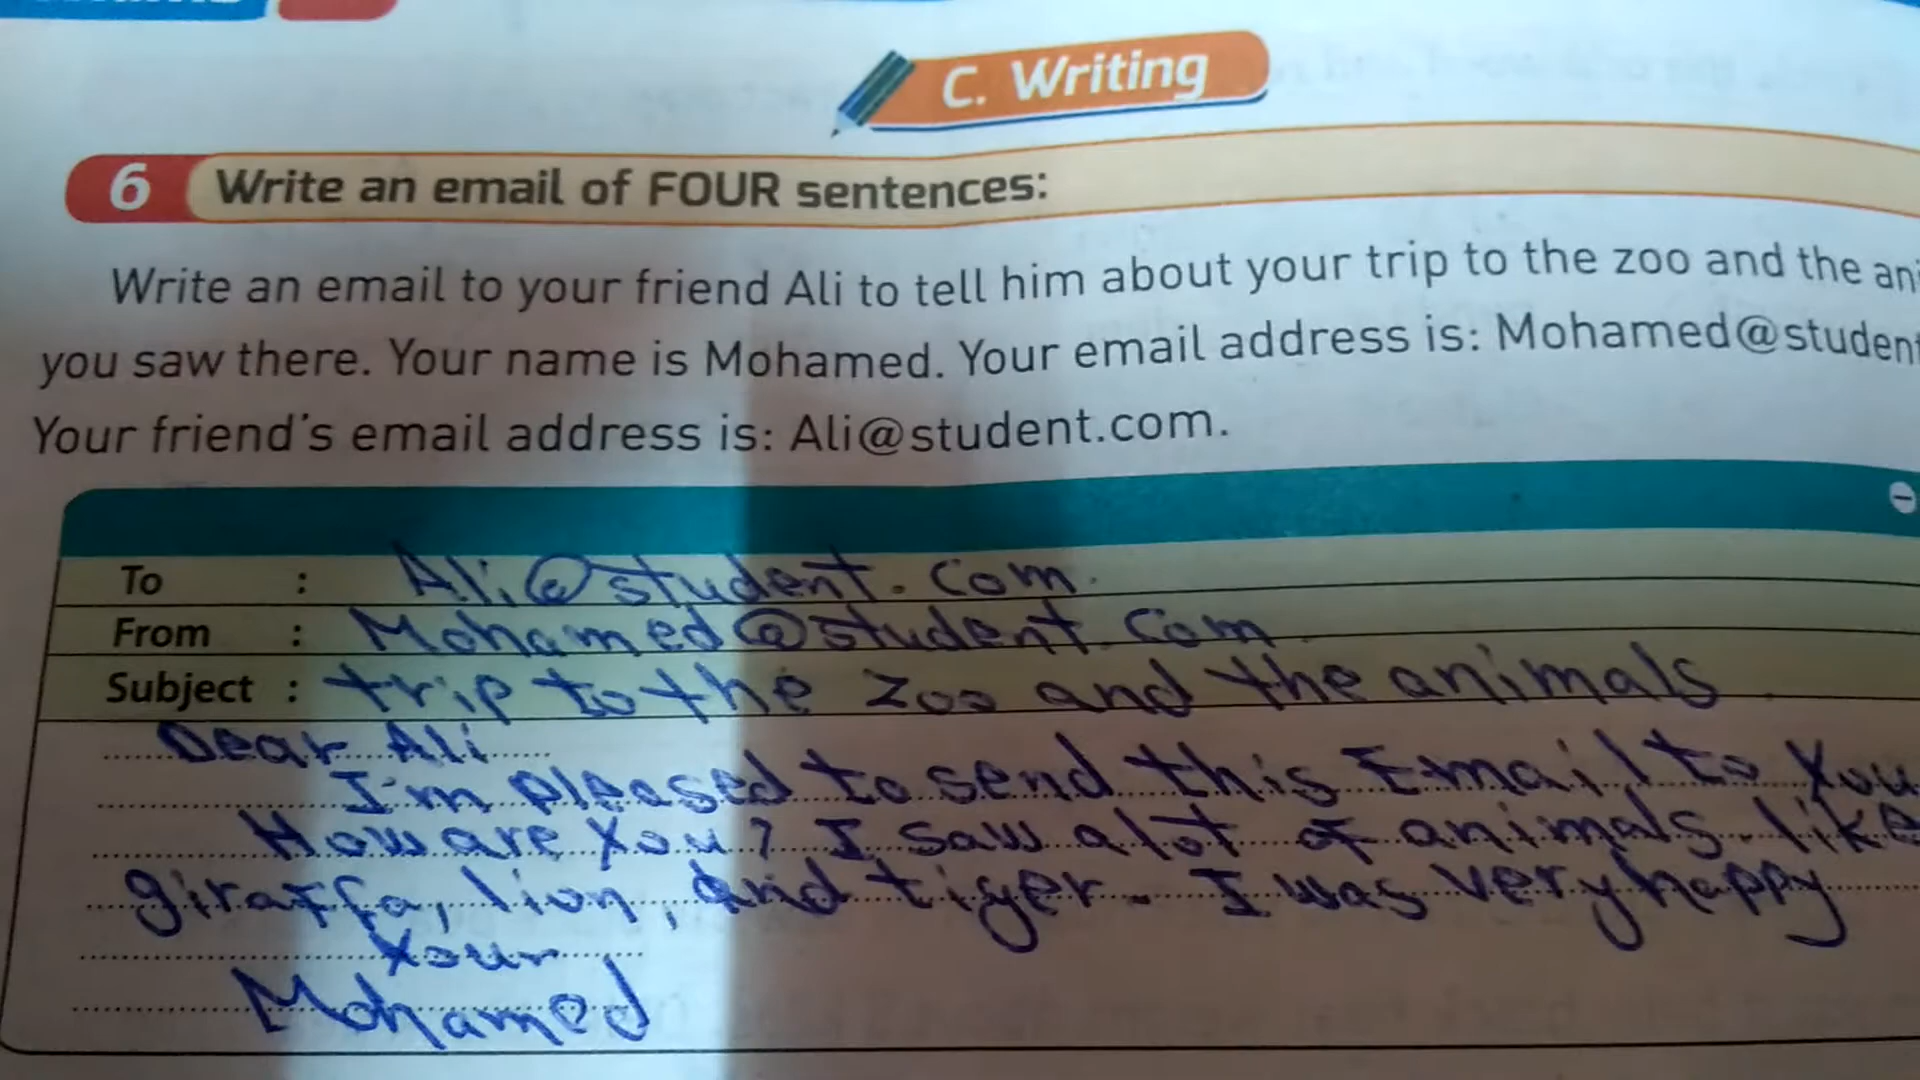 C. Writing
6 Write an email of FOUR sentences:
Write an email to your friend Ali to tell him about your trip to the zoo and the
you saw there. Your name is Mohamed. Your email address is: Mohamed@studen
Your friend's email address is: Ali@student.com.
To : Ali@student.com.
From : Mohamed@student.com
Subject : trip to the zoo and the animals
Dear Ali
I'm pleased to send this Email to You
How are You? I saw a lot of animals. like
giraffa, lion, and tiger. I was very happy
Your
Mohamed